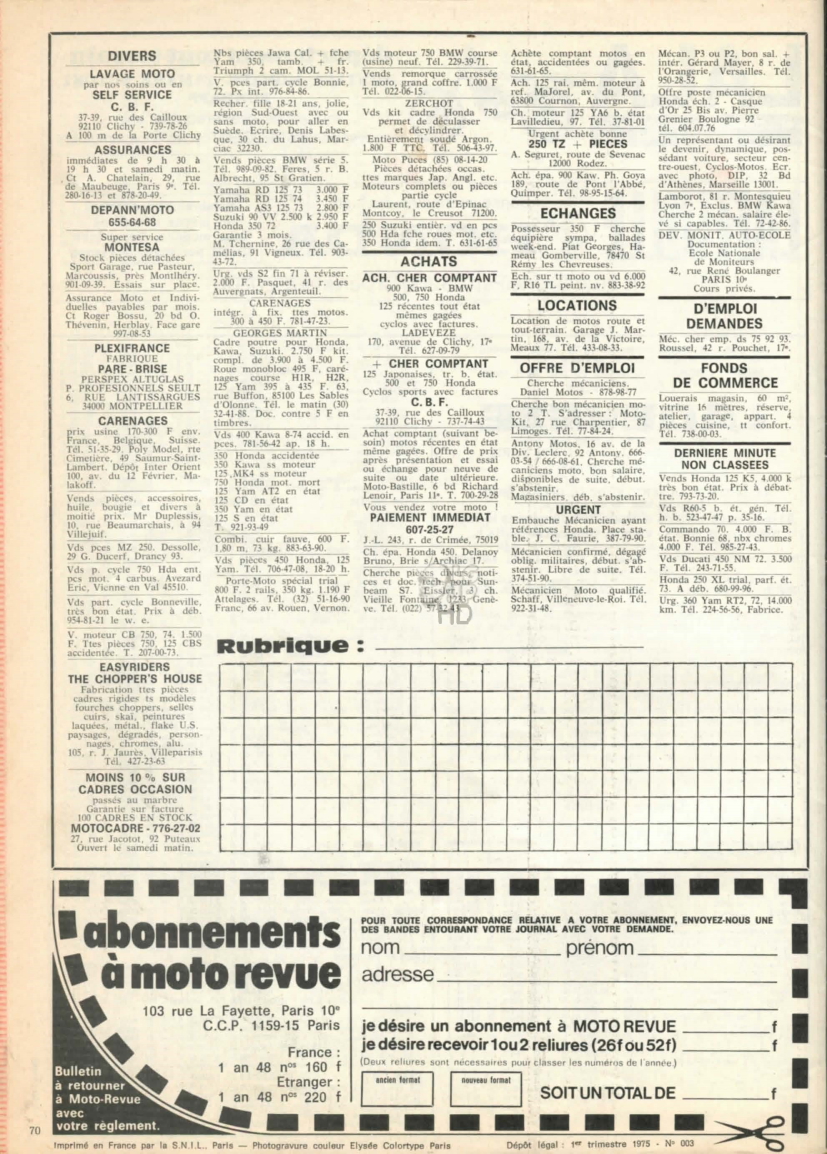 DIVERS
LAVAGE MOTO
par nos soins ou en
SELF SERVICE
C. B. F.
37-39, rue des Cailloux
92110 Clichy - 739-78-26
A 100 m de la Porte Clichy
ASSURANCES
immédiates de 9 h 30 à
19 h 30 et samedi matin.
Ct A. Chatelain, 29, rue
de Maubeuge, Paris 9e. Tél.
280-16-13 et 878-20-49.
DEPANN'MOTO
655-64-68
Super service
MONTESA
Stock pièces détachées
Sport Garage, rue Pasteur,
Marcoussis, près Montlhéry.
901-09-39. Essais sur place.
Assurance Moto et Indivi-
duelles payables par mois.
Ct Roger Bossu, 20 bd O.
Thévenin, Herblay. Face gare
997-08-53
PLEXIFRANCE
FABRIQUE
PARE - BRISE
PERSPEX ALTUGLAS
P. PROFESIONNELS SEULT
6, RUE LANTISSARGUES
34000 MONTPELLIER
CARENAGES
prix usine 170-300 F env.
France, Belgique, Suisse.
Tél. 51-35-29. Poly Model, rte
Cimetière, 49 Saumur-Saint-
Lambert. Dépôt Inter Orient
100, av. du 12 Février. Ma-
lakoff.
Vends pièces, accessoires,
huile, bougie et divers à
moitié prix. Mr Duplessis,
10, rue Beaumarchais, à 94
Villejuif.
Vds pces MZ 250. Dessolle,
29 G. Ducerf, Drancy 93.
Vds p. cycle 750 Hda ent.
pcs mot. 4 carbus. Avezard
Eric, Vienne en Val 45510.
Vds part. cycle Bonneville,
très bon état. Prix à déb.
954-81-21 le w. e.
V. moteur CB 750, 74, 1.500
F. Ttes pièces 750, 125 CBS
accidentée. T. 207-00-73.
EASYRIDERS
THE CHOPPER'S HOUSE
Fabrication ttes pièces
cadres rigides ts modèles
fourches choppers, selles
cuirs, skai, peintures
laquées, métal., flake U.S.
paysages, dégradés, person-
nages, chromes, alu.
105, r. J. Jaurès, Villeparisis
Tél. 427-23-63
MOINS 10 % SUR
CADRES OCCASION
passés au marbre
Garantie sur facture
100 CADRES EN STOCK
MOTOCADRE - 776-27-02
27, rue Jacotot, 92 Puteaux
Ouvert le samedi matin.
Nbs pièces Jawa Cal. + fche
Yam 350, tamb. + fr.
Triumph 2 cam. MOL 51-13.
V. pces part. cycle Bonnie,
72. Px int. 976-84-86.
Recher. fille 18-21 ans, jolie,
région Sud-Ouest avec ou
sans moto, pour aller en
Suède. Ecrire, Denis Labes-
que, 30 ch. du Lahus, Mar-
ciac 32230.
Vends pièces BMW série 5.
Tél. 989-09-82. Feres, 5 r. B.
Albrecht, 95 St Gratien.
Yamaha RD 125 73 3.000 F
Yamaha RD 125 74 3.450 F
Yamaha AS3 125 73 2.800 F
Suzuki 90 VV 2.500 k 2.950 F
Honda 350 72 3.400 F
Garantie 3 mois.
M. Tchernine, 26 rue des Ca-
mélias, 91 Vigneux. Tél. 903-
43-72.
Urg. vds S2 fin 71 à réviser.
2.000 F. Pasquet, 41 r. des
Auvergnats, Argenteuil.
CARENAGES
intégr. à fix. ttes motos.
300 à 450 F. 781-47-23.
GEORGES MARTIN
Cadre poutre pour Honda,
Kawa, Suzuki. 2.750 F kit.
compl. de 3.900 à 4.500 F.
Roue monobloc 495 F, caré-
nages course H1R, H2R,
125 Yam 395 à 435 F. 63,
rue Buffon, 85100 Les Sables
d'Olonne. Tél. le matin (30)
32-41-88. Doc. contre 5 F en
timbres.
Vds 400 Kawa 8-74 accid. en
pces. 781-56-42 ap. 18 h.
350 Honda accidentée
350 Kawa ss moteur
125 MK4 ss moteur
750 Honda mot. mort
125 Yam AT2 en état
125 CD en état
350 Yam en état
125 S en état
T. 921-93-49
Combi. cuir fauve, 600 F.
1,80 m, 73 kg. 883-63-90.
Vds pièces 450 Honda, 125
Yam. Tél. 706-47-08, 18-20 h.
Porte-Moto spécial trial
800 F. 2 rails, 350 kg. 1.190 F
Attelages. Tél. (32) 51-16-90
Franc, 66 av. Rouen, Vernon.
Vds moteur 750 BMW course
(usine) neuf. Tél. 229-39-71.
Vends remorque carrossée
1 moto, grand coffre. 1.000 F
Tél. 022-06-15.
ZERCHOT
Vds kit cadre Honda 750
permet de déculasser
et décylindrer.
Entièrement soudé Argon.
1.800 F TTC. Tél. 506-43-97.
Moto Puces (85) 08-14-20
Pièces détachées occas.
ttes marques Jap. Angl. etc.
Moteurs complets ou pièces
partie cycle
Laurent, route d'Epinac
Montcoy, le Creusot 71200.
250 Suzuki entièr. vd en pcs
500 Hda fche roues mot. etc.
350 Honda idem. T. 631-61-65
ACHATS
ACH. CHER COMPTANT
900 Kawa - BMW
500, 750 Honda
125 récentes tout état
mêmes gagées
cyclos avec factures.
LADEVEZE
170, avenue de Clichy, 17e
Tél. 627-09-79
+ CHER COMPTANT
125 Japonaises, tr. b. état.
500 et 750 Honda
Cyclos sports avec factures
C. B. F.
37-39, rue des Cailloux
92110 Clichy - 737-74-43
Achat comptant (suivant be-
soin) motos récentes en état
même gagées. Offre de prix
après présentation et essai
ou échange pour neuve de
suite ou date ultérieure.
Moto-Bastille, 6 bd Richard
Lenoir, Paris 11e. T. 700-29-28
Vous vendez votre moto !
PAIEMENT IMMEDIAT
607-25-27
J.-L. 243, r. de Crimée, 75019
Ch. épa. Honda 450. Delanoy
Bruno, Brie s/Archie 17.
Cherche pièces
ces et doc. tech. pour Sun-
beam S7.
Vieille Fontaine, Genè-
ve. Tél. (022)
HD
Achète comptant motos en
état, accidentées ou gagées.
631-61-65.
Ach. 125 rai. mêm. moteur à
ref.. MaJorel, av. du Pont,
63800 Cournon, Auvergne.
Ch. moteur 125 YA6 b. état
Lavilledieu, 97. Tél. 37-81-01
Urgent achète bonne
250 TZ + PIECES
A. Seguret, route de Sevenac
12000 Rodez.
Ach. épa. 900 Kaw. Ph. Goya
189, route de Pont l'Abbé,
Quimper. Tél. 98-95-15-64.
ECHANGES
Possesseur 350 F cherche
équipière sympa, ballades
week-end. Piat Georges, Ha-
meau Gomberville, 78470 St
Rémy les Chevreuses.
Ech. sur tt moto ou vd 6.000
F, R16 TL peint. nv. 883-38-92
LOCATIONS
Location de motos route et
tout-terrain. Garage J. Mar-
tin, 168, av. de la Victoire,
Meaux 77. Tél. 433-08-33.
OFFRE D'EMPLOI
Cherche mécaniciens.
Daniel Motos - 878-98-77
Cherche bon mécanicien mo-
to 2 T. S'adresser : Moto-
Kit, 27 rue Charpentier, 87
Limoges. Tél. 77-84-24.
Antony Motos, 16 av. de la
Div. Leclerc, 92 Antony. 666-
03-54 / 666-08-61. Cherche mé-
caniciens moto, bon salaire,
disponibles de suite, début.
s'abstenir.
Magasiniers, déb. s'abstenir.
URGENT
Embauche Mécanicien ayant
références Honda. Place sta-
ble. J. C. Faurie, 387-79-90.
Mécanicien confirmé, dégagé
oblig. militaires, début. s'ab-
stenir. Libre de suite. Tél.
374-51-90.
Mécanicien Moto qualifié.
Schaff, Villeneuve-le-Roi. Tél.
922-31-48.
Mécan. P3 ou P2, bon sal. +
intér. Gérard Mayer, 8 r. de
l'Orangerie, Versailles. Tél.
950-28-52.
Offre poste mécanicien
Honda éch. 2 - Casque
d'Or 25 Bis av. Pierre
Grenier Boulogne 92 -
tél. 604.07.76
Un représentant ou désirant
le devenir, dynamique, pos-
sédant voiture, secteur cen-
tre-ouest, Cyclos-Motos. Ecr.
avec photo, DIP, 32 Bd
d'Athènes, Marseille 13001.
Lamborot, 81 r. Montesquieu
Lyon 7e, Exclus. BMW Kawa
Cherche 2 mécan. salaire éle-
vé si capables. Tél. 72-42-86.
DEV. MONIT. AUTO-ECOLE
Documentation :
Ecole Nationale
de Moniteurs
42, rue René Boulanger
PARIS 10e
Cours privés.
D'EMPLOI
DEMANDES
Méc. cher emp. ds 75 92 93.
Roussel, 42 r. Pouchet, 17e.
FONDS
DE COMMERCE
Louerais magasin, 60 m²,
vitrine 16 mètres, réserve,
atelier, garage, appart. 4
pièces cuisine, tt confort.
Tél. 738-00-03.
DERNIERE MINUTE
NON CLASSEES
Vends Honda 125 K5, 4.000 k
très bon état. Prix à débat-
tre. 793-73-20.
Vds R60-5 b. ét. gén. Tél.
h. b. 523-47-47 p. 35-16.
Commando 70. 4.000 F. B.
état. Bonnie 68, nbx chromes
4.000 F. Tél. 985-27-43.
Vds Ducati 450 NM 72. 3.500
F. Tél. 243-71-55.
Honda 250 XL trial, parf. ét.
73. A déb. 680-99-96.
Urg. 360 Yam RT2, 72, 14.000
km. Tél. 224-56-56, Fabrice.
Rubrique :
abonnements
à moto revue
103 rue La Fayette, Paris 10e
C.C.P. 1159-15 Paris
France :
1 an 48 nos 160 f
Etranger :
1 an 48 nos 220 f
Bulletin
à retourner
à Moto-Revue
avec
votre règlement.
POUR TOUTE CORRESPONDANCE RELATIVE A VOTRE ABONNEMENT, ENVOYEZ-NOUS UNE
DES BANDES ENTOURANT VOTRE JOURNAL AVEC VOTRE DEMANDE.
nom prénom
adresse
je désire un abonnement à MOTO REVUE f
je désire recevoir 1 ou 2 reliures (26f ou 52f) f
(Deux reliures sont nécessaires pour classer les numéros de l'année.)
ancien format nouveau format
SOIT UN TOTAL DE f
70
Imprimé en France par la S.N.I.L., Paris — Photogravure couleur Elysée Colortype Paris Dépôt légal : 1er trimestre 1975 - No 003